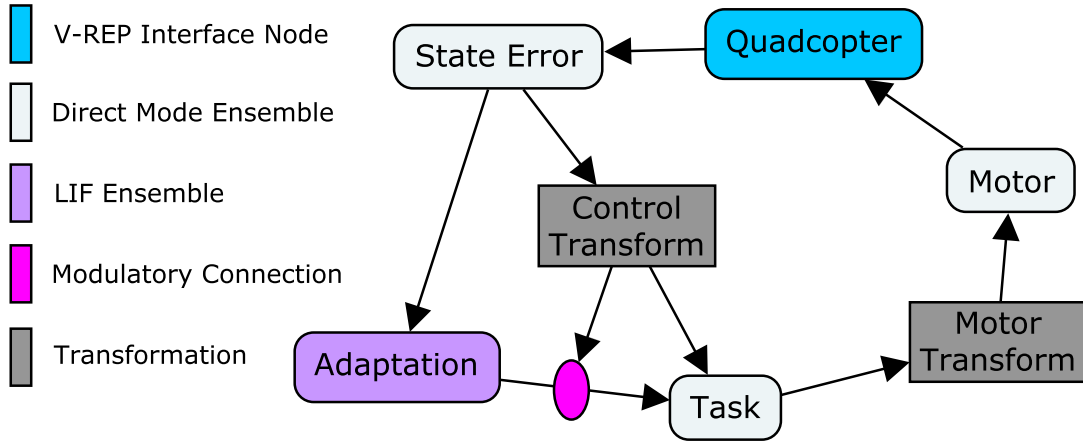 V-REP Interface Node
Direct Mode Ensemble
LIF Ensemble
Modulatory Connection
Transformation
State Error
Quadcopter
Motor
Control
Transform
Motor
Transform
Adaptation
Task